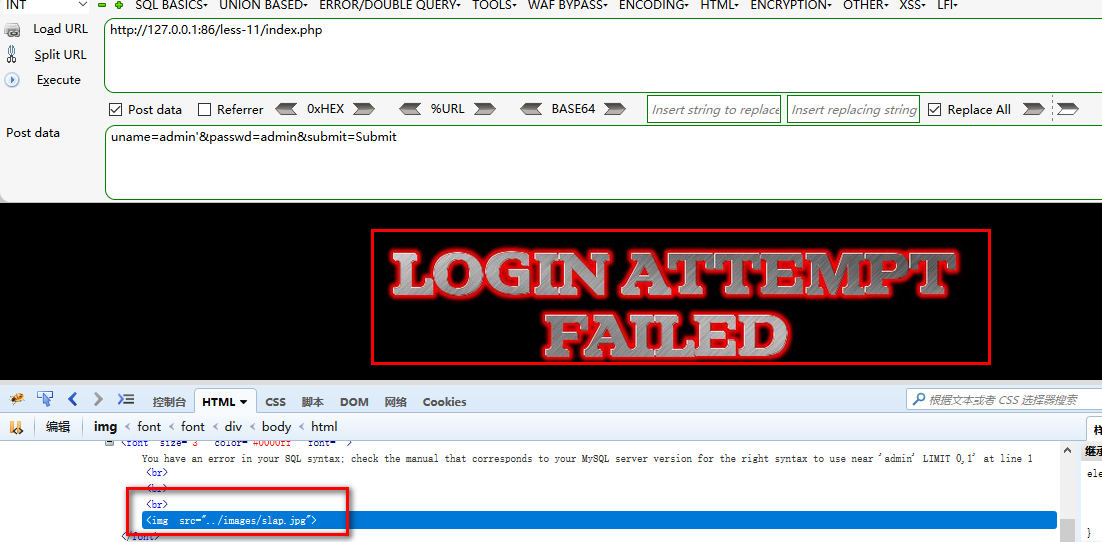 INT SQL BASICS UNION BASED ERROR/DOUBLE QUERY TOOLS WAF BYPASS ENCODING HTML ENCRYPTION OTHER XSS LFI
Load URL http://127.0.0.1:86/less-11/index.php
Split URL
Execute
Post data Referrer 0xHEX %URL BASE64 Insert string to replace Insert replacing string Replace All
Post data uname=admin'&passwd=admin&submit=Submit
LOGIN ATTEMPT
FAILED
控制台 HTML CSS 脚本 DOM 网络 Cookies 根据文本或者 CSS 选择器搜索
编辑 img < font < font < div < body < html
<font size="3" color="#0000ff" font="">
You have an error in your SQL syntax; check the manual that corresponds to your MySQL server version for the right syntax to use near 'admin' LIMIT 0,1' at line 1
<br>
<br>
<br>
<img src="../images/slap.jpg">
</font>
ele
}